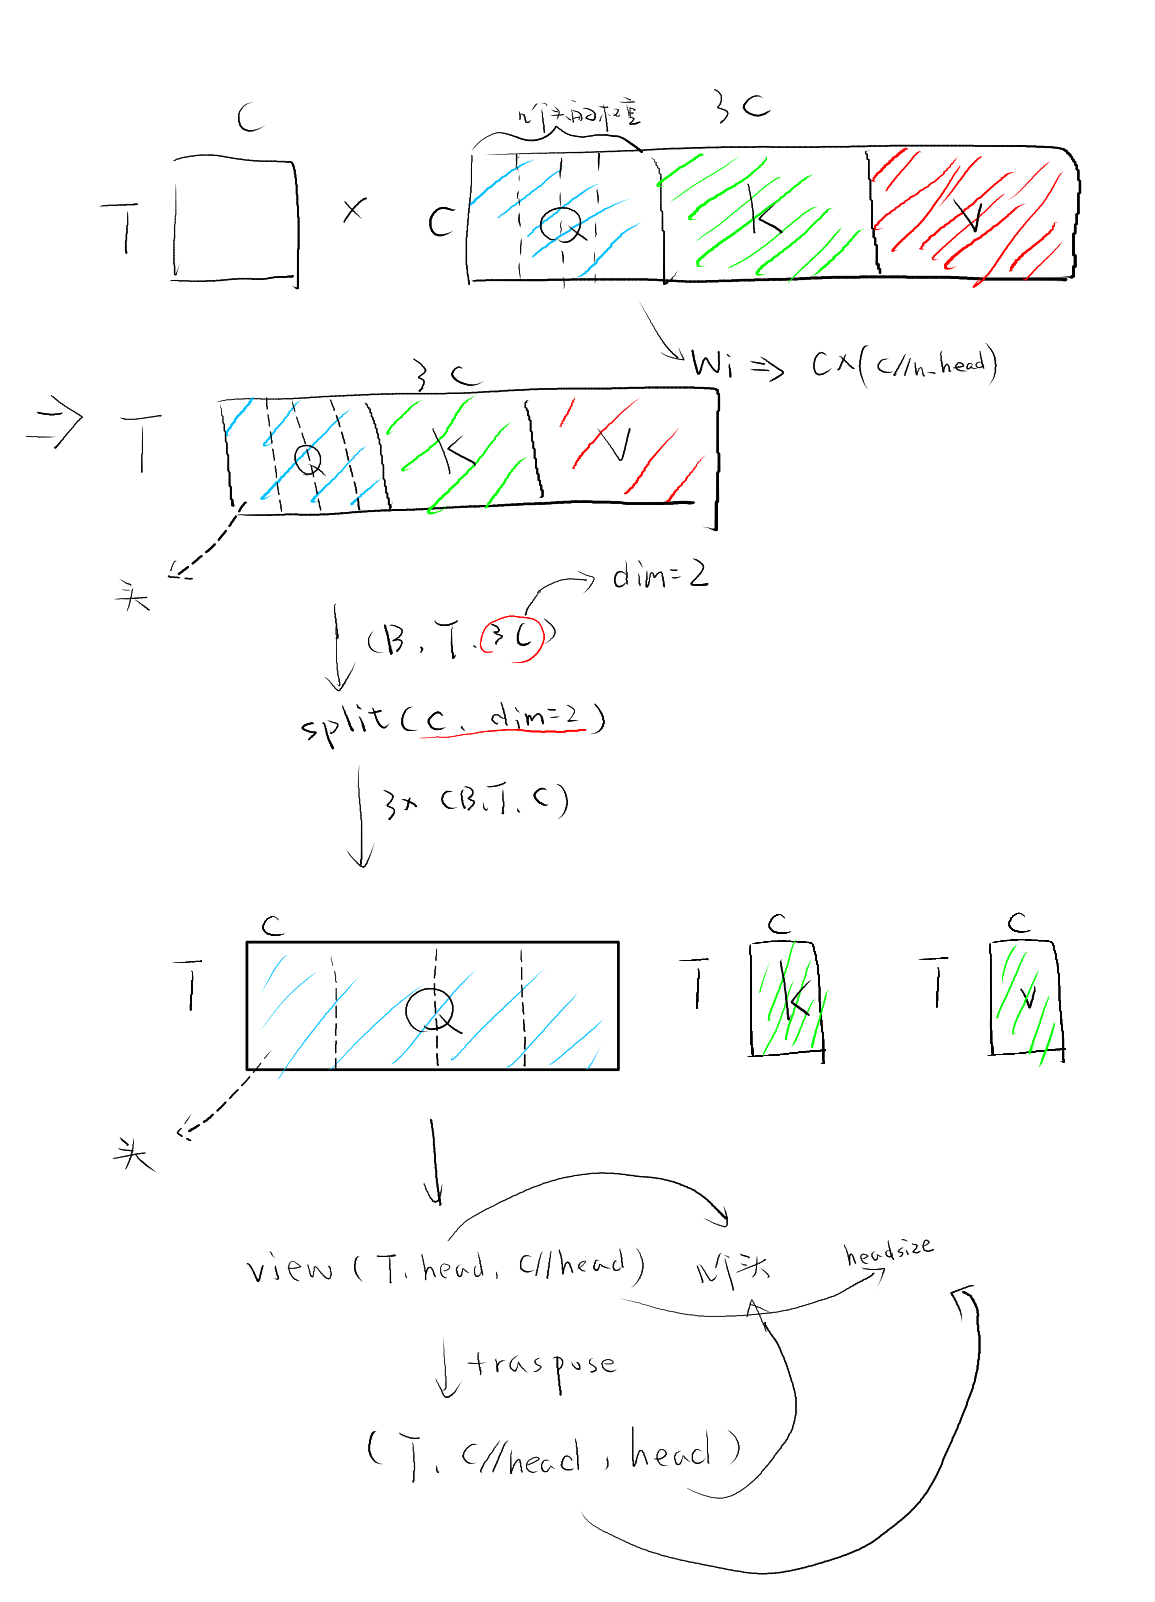 C
n个头的权重
3C
T
×
C
Q
K
V
Wi => C×(C//n_head)
3C
=> T
Q
K
V
头
dim=2
(B, T, 3C)
split(C, dim=2)
3× (B, T, C)
C
C
C
T
Q
T
K
T
V
头
view (T, head, C//head)
n个头
headsize
traspose
(T, C//head, head)